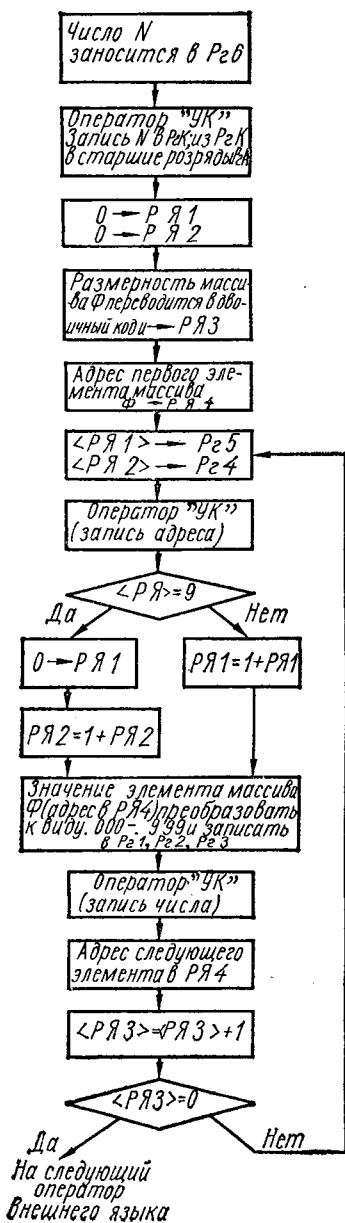 Число N
заносится в Рг6
Оператор "УК"
Запись N в РгК, из РгК
в старшие розряды РгК
0 → РЯ1
0 → РЯ2
Размерность масси-
ва Ф переводится в дво-
ичный код и → РЯ3
Адрес первого эле-
мента массива
Ф → РЯ4
<РЯ1> → Рг5
<РЯ2> → Рг4
Оператор "УК"
(запись адреса)
<РЯ>=9
Да
Нет
0 → РЯ1
РЯ1=1+РЯ1
РЯ2=1+РЯ2
Значение элемента массива
Ф(адрес в РЯ4) преобразовать
к виду .000 – .999 и записать
в Рг1, Рг2, Рг3
Оператор "УК"
(запись числа)
Адрес следующего
элемента в РЯ4
<РЯ3>=<РЯ3>+1
<РЯ3>=0
Да
Нет
На следующий
оператор
внешнего языка